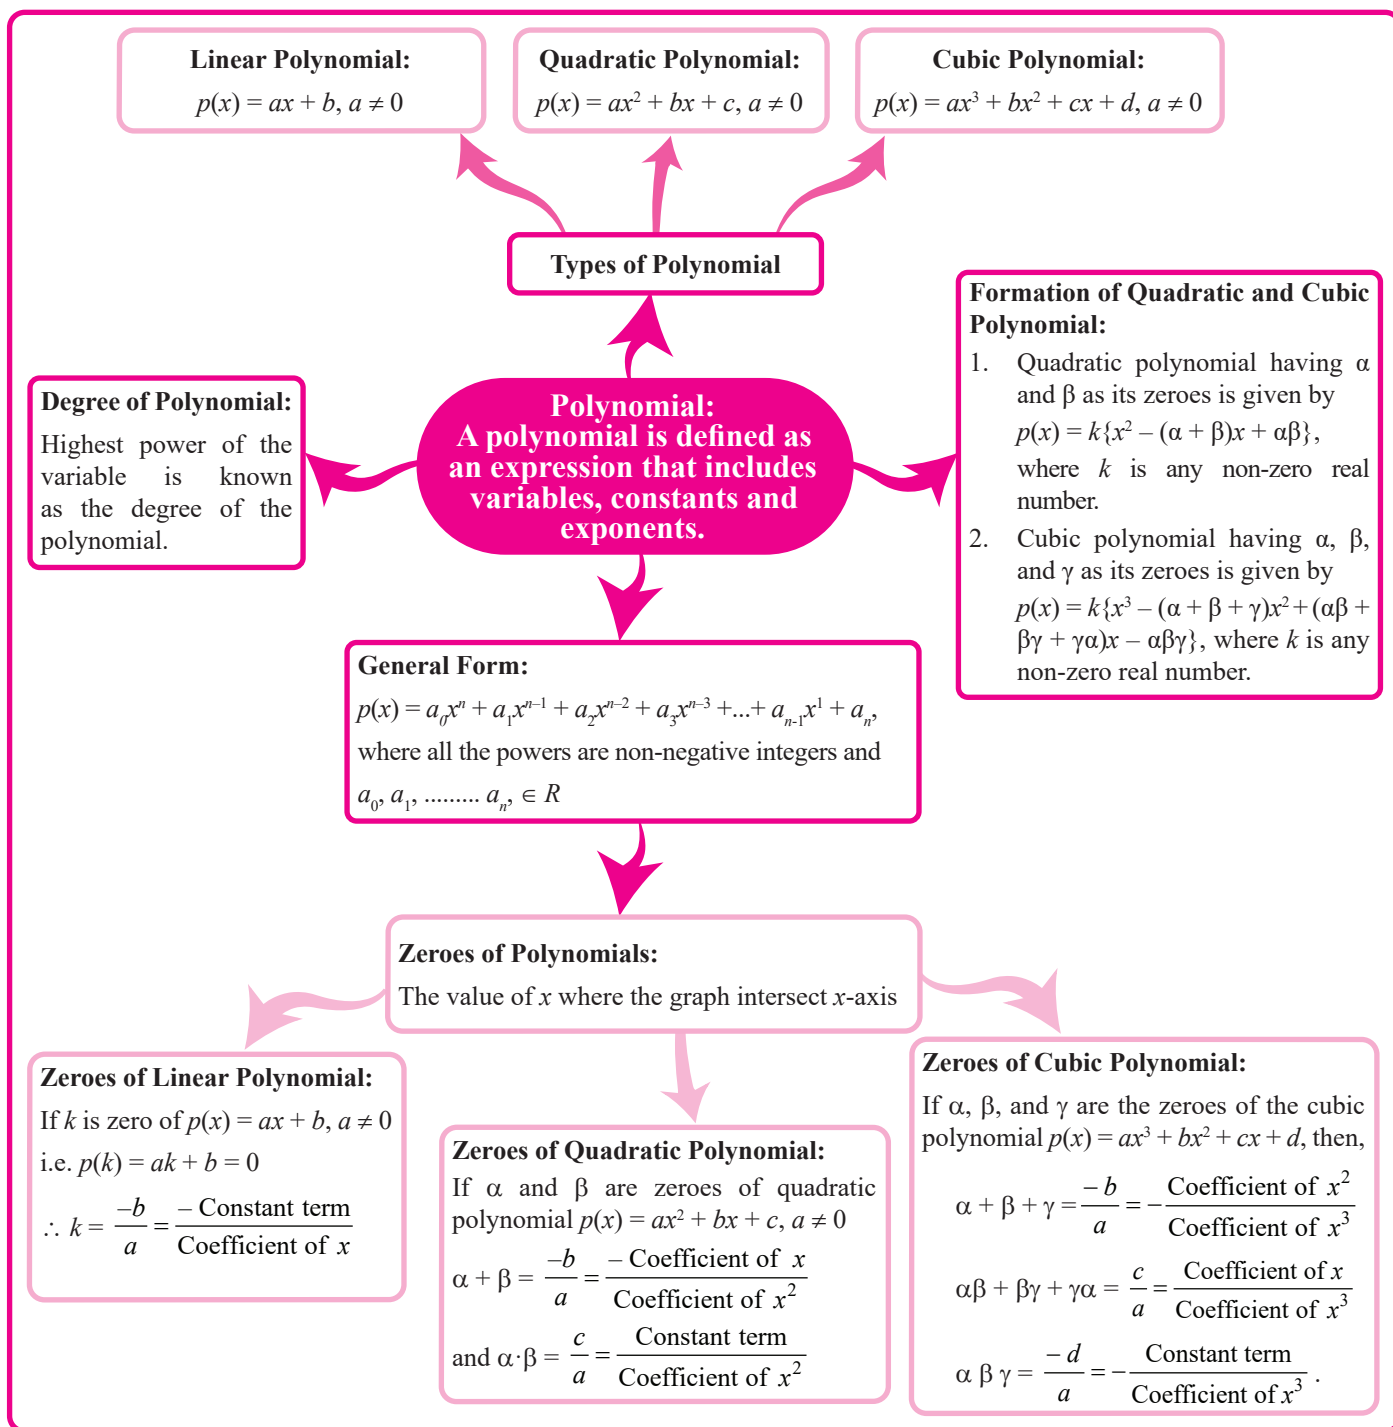 Linear Polynomial:
p(x) = ax + b, a ≠ 0
Quadratic Polynomial:
p(x) = ax² + bx + c, a ≠ 0
Cubic Polynomial:
p(x) = ax³ + bx² + cx + d, a ≠ 0
Types of Polynomial
Formation of Quadratic and Cubic
Polynomial:
1. Quadratic polynomial having α
and β as its zeroes is given by
p(x) = k{x² – (α + β)x + αβ},
where k is any non-zero real
number.
2. Cubic polynomial having α, β,
and γ as its zeroes is given by
p(x) = k{x³ – (α + β + γ)x² + (αβ +
βγ + γα)x – αβγ}, where k is any
non-zero real number.
Degree of Polynomial:
Highest power of the
variable is known
as the degree of the
polynomial.
Polynomial:
A polynomial is defined as
an expression that includes
variables, constants and
exponents.
General Form:
p(x) = a₀xⁿ + a₁xⁿ⁻¹ + a₂xⁿ⁻² + a₃xⁿ⁻³ +...+ aₙ₋₁x¹ + aₙ,
where all the powers are non-negative integers and
a₀, a₁, ......... aₙ, ∈ R
Zeroes of Polynomials:
The value of x where the graph intersect x-axis
Zeroes of Linear Polynomial:
If k is zero of p(x) = ax + b, a ≠ 0
i.e. p(k) = ak + b = 0
∴ k = –b/a = – Constant term/Coefficient of x
Zeroes of Quadratic Polynomial:
If α and β are zeroes of quadratic
polynomial p(x) = ax² + bx + c, a ≠ 0
α + β = –b/a = – Coefficient of x/Coefficient of x²
and α·β = c/a = Constant term/Coefficient of x²
Zeroes of Cubic Polynomial:
If α, β, and γ are the zeroes of the cubic
polynomial p(x) = ax³ + bx² + cx + d, then,
α + β + γ = –b/a = –Coefficient of x²/Coefficient of x³
αβ + βγ + γα = c/a = Coefficient of x/Coefficient of x³
α β γ = –d/a = –Constant term/Coefficient of x³ .